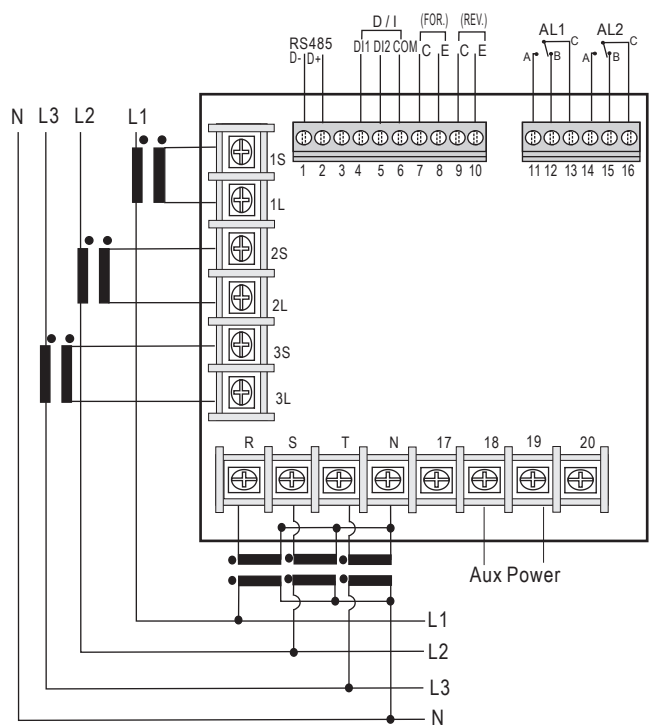 D / I (FOR.) (REV.) AL1 AL2
RS485
D- D+ DI1 DI2 COM C E C E A B C A B C
N L3 L2 L1
1 2 3 4 5 6 7 8 9 10 11 12 13 14 15 16
1S
1L
2S
2L
3S
3L
R S T N 17 18 19 20
Aux Power
L1
L2
L3
N